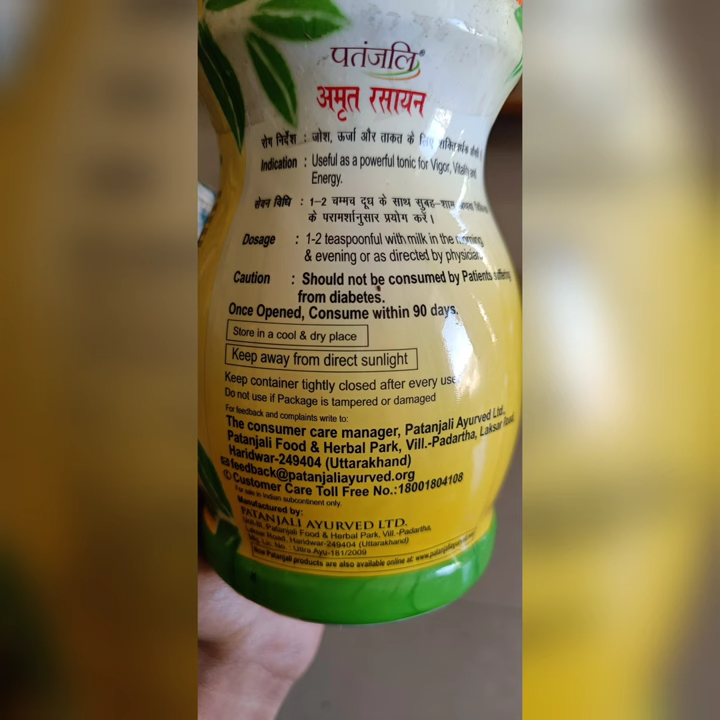 पतंजलि®
अमृत रसायन
रोग निर्देश : जोश, ऊर्जा और ताकत के लिए
Indication : Useful as a powerful tonic for Vigor, Vitality and
Energy.
सेवन विधि : 1-2 चम्मच दूध के साथ सुबह-शाम
के परामर्शानुसार प्रयोग करें।
Dosage : 1-2 teaspoonful with milk in the morning
& evening or as directed by physician.
Caution : Should not be consumed by Patients suffering
from diabetes.
Once Opened, Consume within 90 days.
Store in a cool & dry place
Keep away from direct sunlight
Keep container tightly closed after every use
Do not use if Package is tampered or damaged
For feedback and complaints write to:
The consumer care manager, Patanjali Ayurved Ltd.,
Patanjali Food & Herbal Park, Vill.-Padartha, Laksar Road,
Haridwar-249404 (Uttarakhand)
feedback@patanjaliayurved.org
Customer Care Toll Free No.:18001804108
For sale in Indian subcontinent only.
Manufactured by:
PATANJALI AYURVED LTD.
Patanjali Food & Herbal Park, Vill.-Padartha,
Laksar Road, Haridwar-249404 (Uttarakhand)
Lic. No. : Uttra Ayu-181/2009
Now Patanjali products are also available online at: